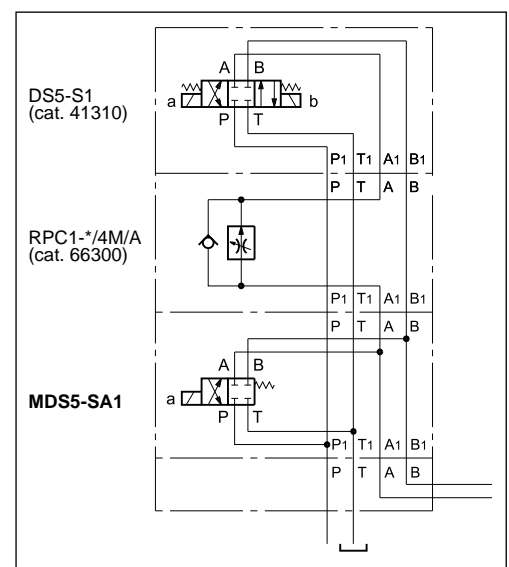 A B
DS5-S1
(cat. 41310)
a b
P T
P1 T1 A1 B1
P T A B
RPC1-*/4M/A
(cat. 66300)
P1 T1 A1 B1
P T A B
A B
MDS5-SA1
a
P T
P1 T1 A1 B1
P T A B